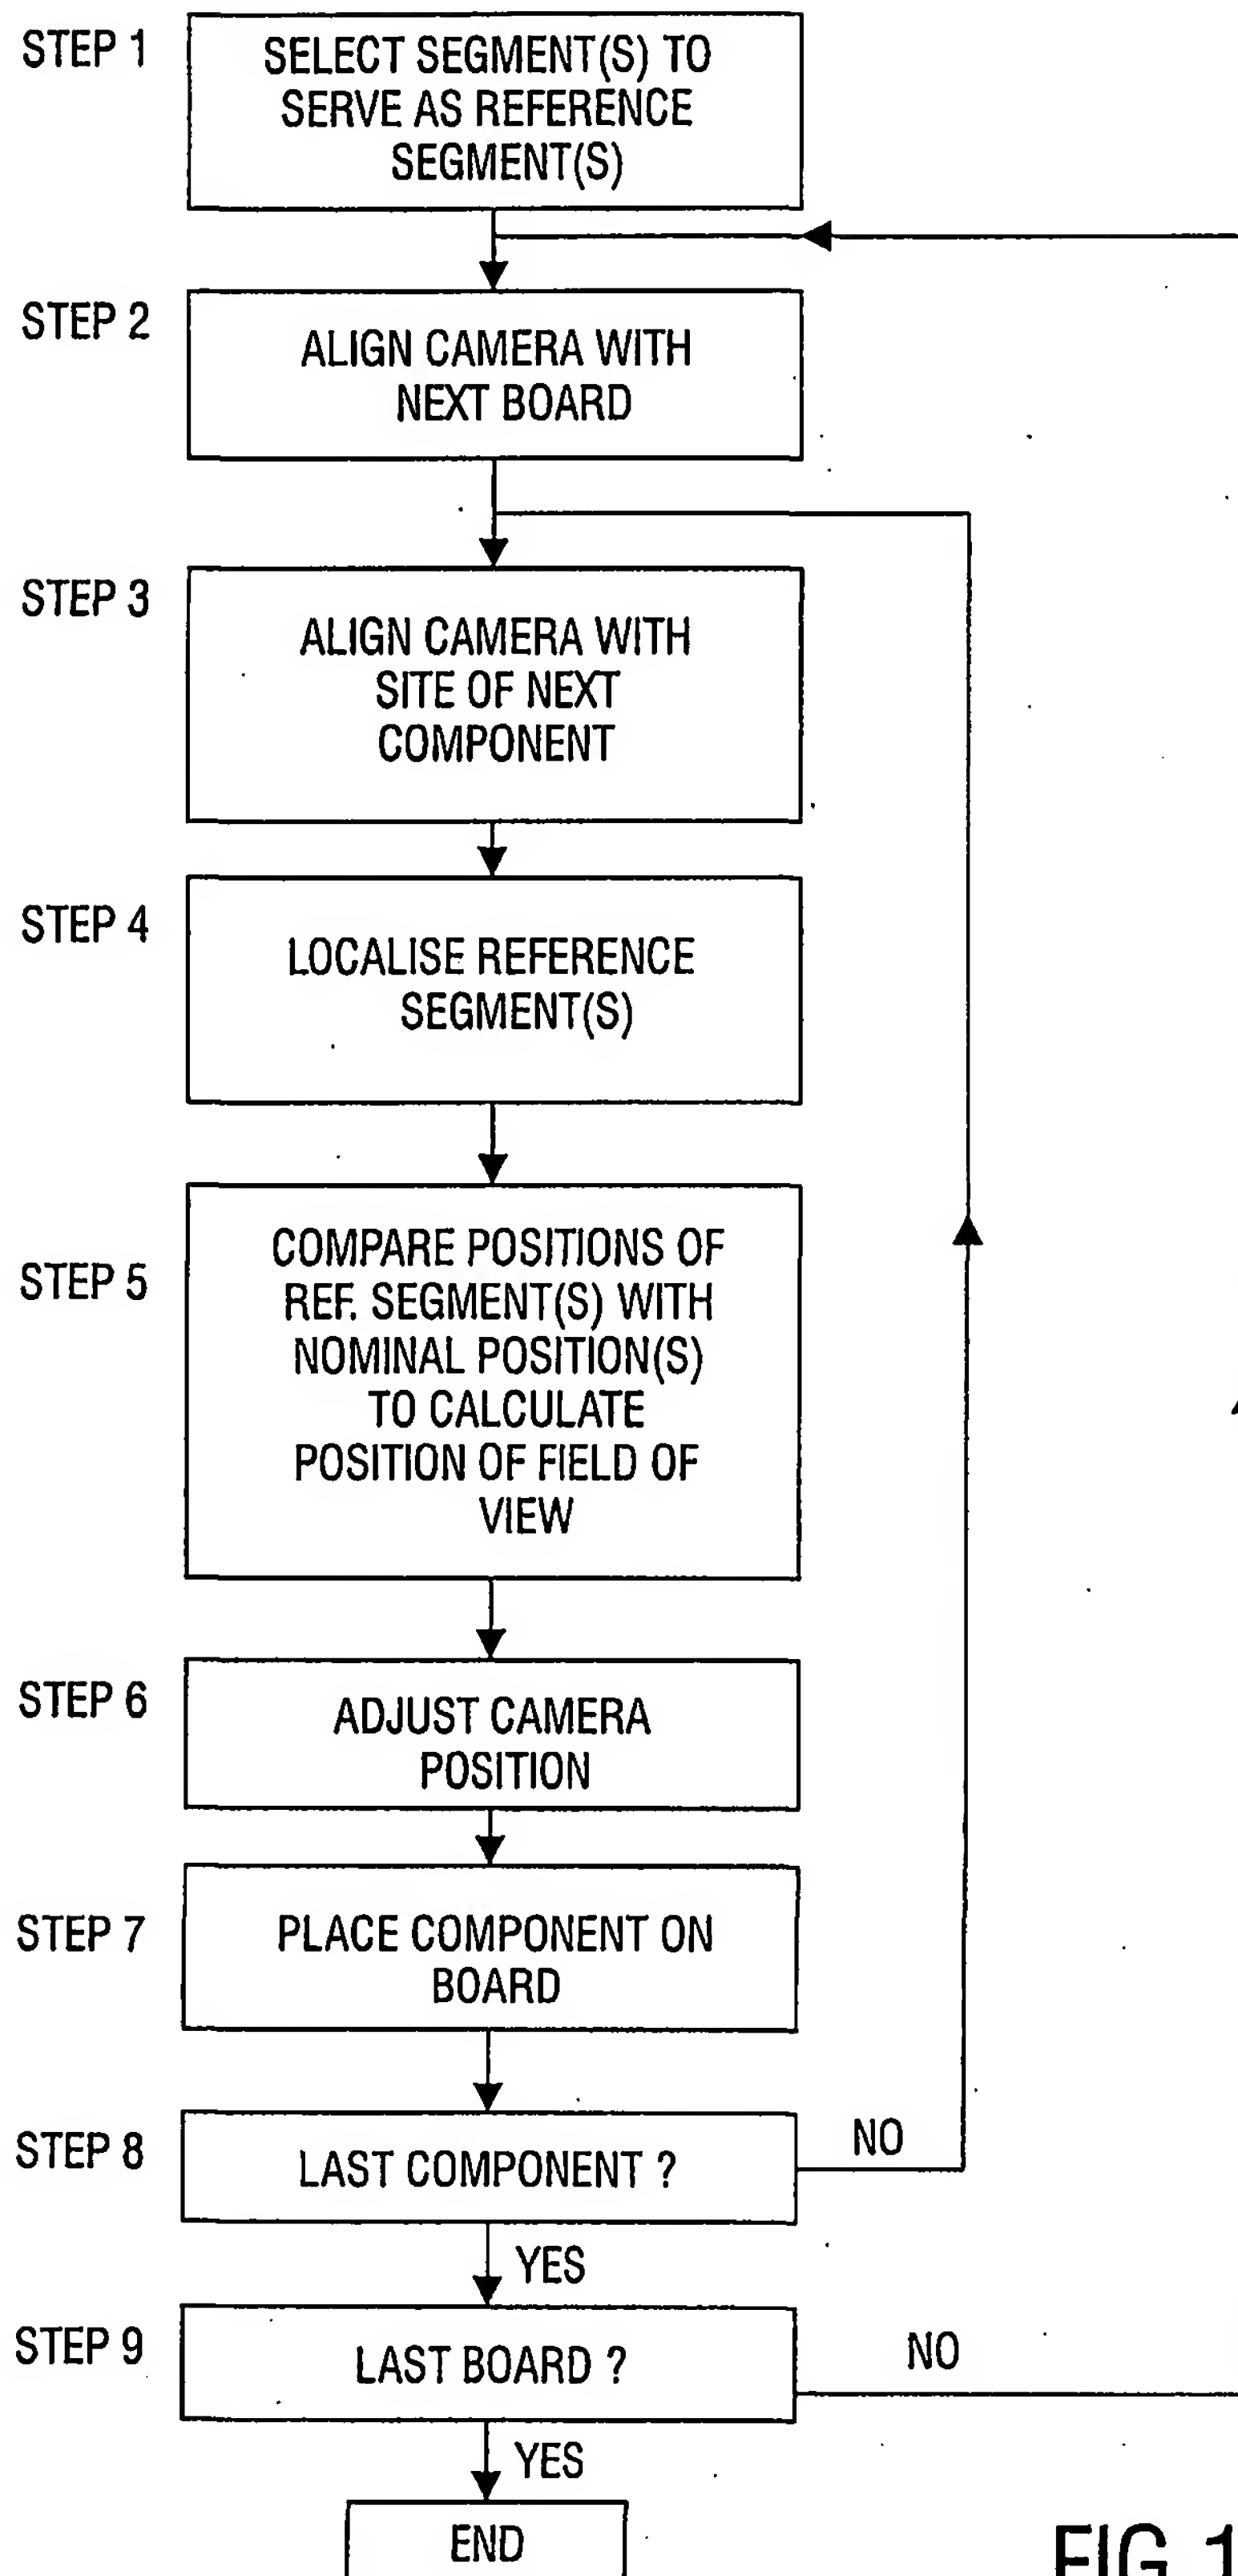 STEP 1
SELECT SEGMENT(S) TO
SERVE AS REFERENCE
SEGMENT(S)
STEP 2
ALIGN CAMERA WITH
NEXT BOARD
STEP 3
ALIGN CAMERA WITH
SITE OF NEXT
COMPONENT
STEP 4
LOCALISE REFERENCE
SEGMENT(S)
STEP 5
COMPARE POSITIONS OF
REF. SEGMENT(S) WITH
NOMINAL POSITION(S)
TO CALCULATE
POSITION OF FIELD OF
VIEW
STEP 6
ADJUST CAMERA
POSITION
STEP 7
PLACE COMPONENT ON
BOARD
STEP 8
LAST COMPONENT ?
NO
YES
STEP 9
LAST BOARD ?
NO
YES
END
FIG. 1